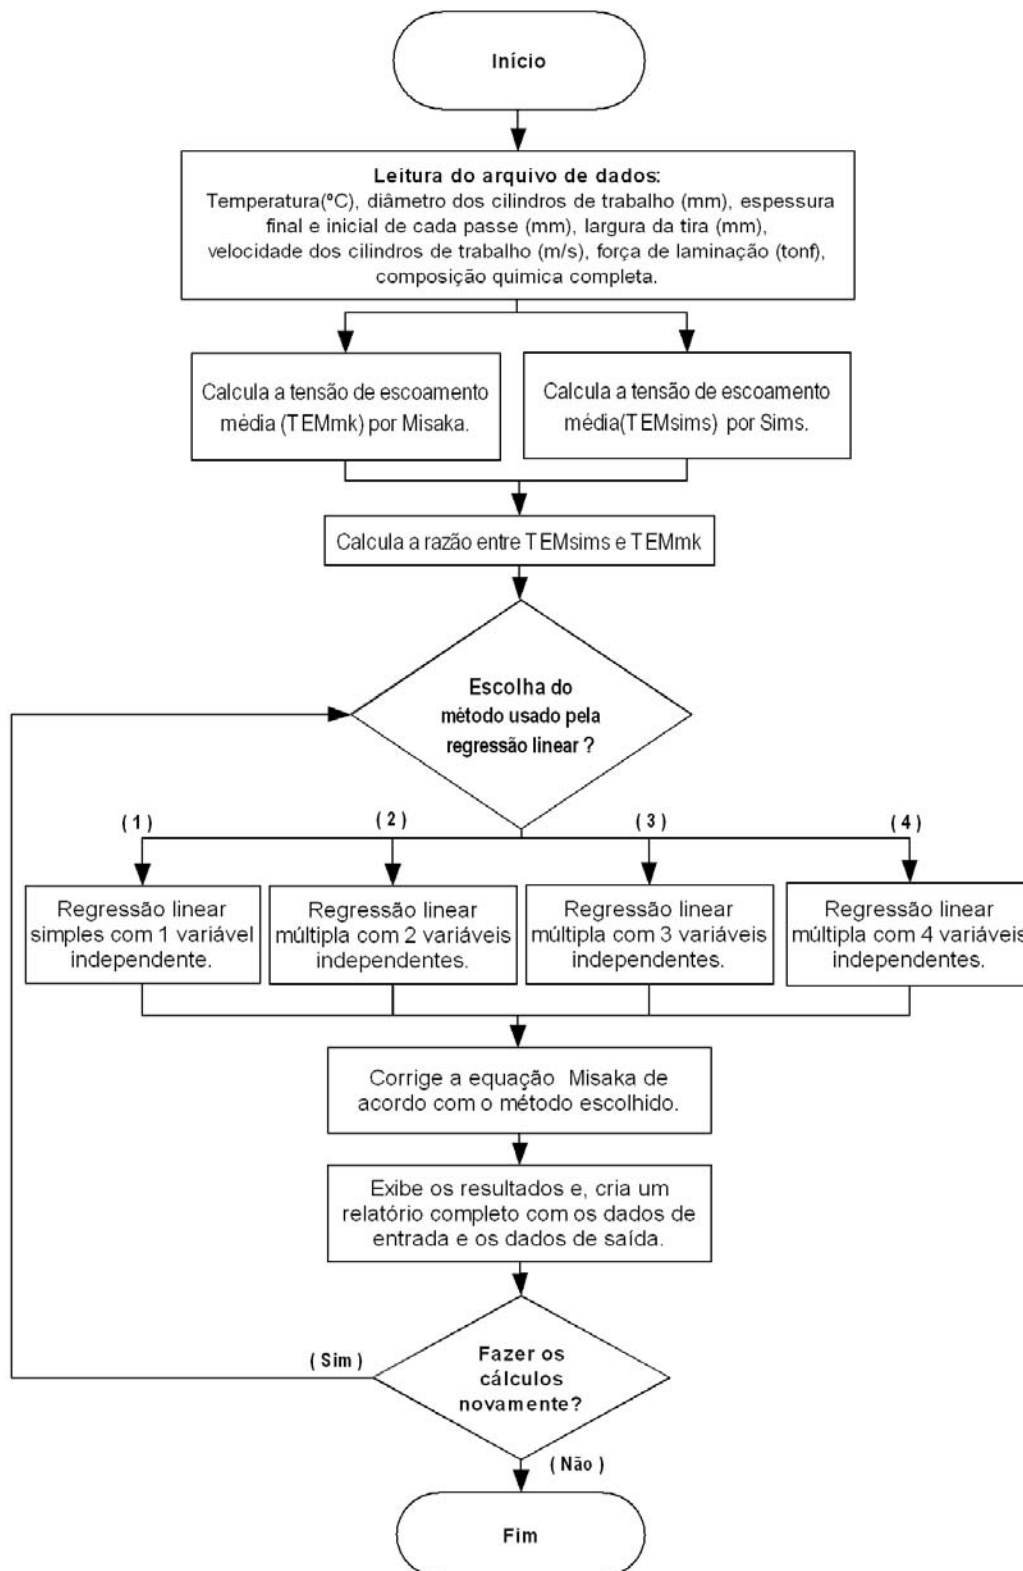 Início
Leitura do arquivo de dados:
Temperatura(ºC), diâmetro dos cilindros de trabalho (mm), espessura
final e inicial de cada passe (mm), largura da tira (mm),
velocidade dos cilindros de trabalho (m/s), força de laminação (tonf),
composição quimica completa.
Calcula a tensão de escoamento
média (TEMmk) por Misaka.
Calcula a tensão de escoamento
média(TEMsims) por Sims.
Calcula a razão entre TEMsims e TEMmk
Escolha do
método usado pela
regressão linear ?
( 1 )
( 2 )
( 3 )
( 4 )
Regressão linear
simples com 1 variável
independente.
Regressão linear
múltipla com 2 variáveis
independentes.
Regressão linear
múltipla com 3 variáveis
independentes.
Regressão linear
múltipla com 4 variáveis
independentes.
Corrige a equação Misaka de
acordo com o método escolhido.
Exibe os resultados e, cria um
relatório completo com os dados de
entrada e os dados de saída.
( Sim )
Fazer os
cálculos
novamente?
( Não )
Fim